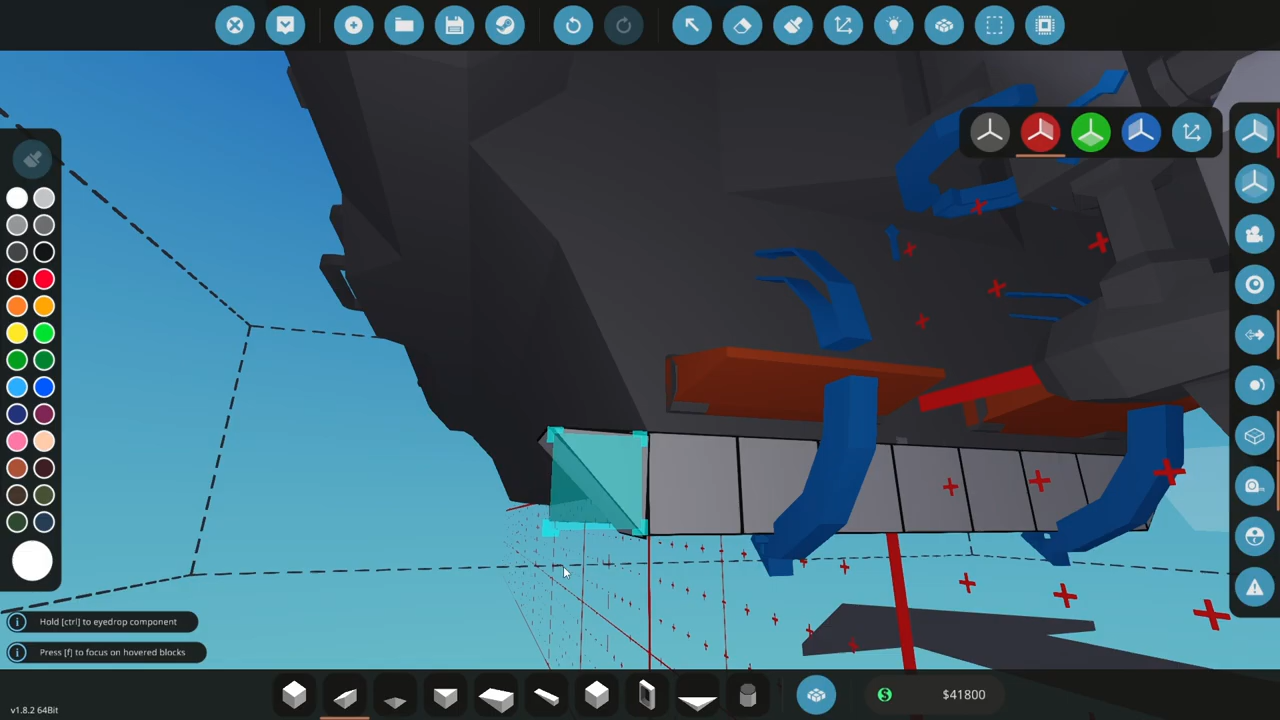 Hold [ctrl] to eyedrop component
Press [f] to focus on hovered blocks
v1.8.2 64Bit
$ $41800